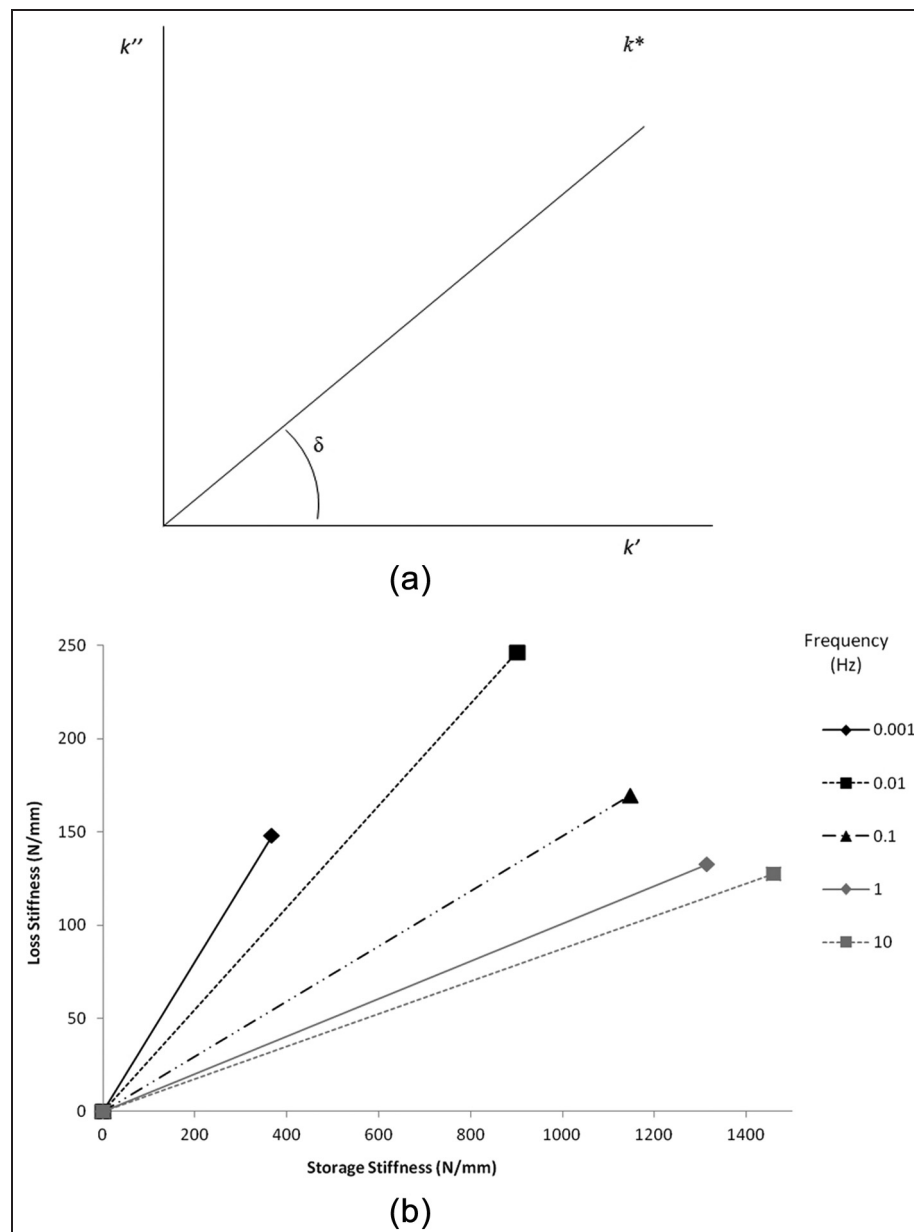 k’’
k*
δ
k’
(a)
250
200
150
100
50
0
Loss Stiffness (N/mm)
0 200 400 600 800 1000 1200 1400
Storage Stiffness (N/mm)
Frequency
(Hz)
0.001
0.01
0.1
1
10
(b)